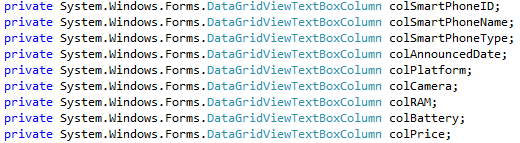 private System.Windows.Forms.DataGridViewTextBoxColumn colSmartPhoneID;
private System.Windows.Forms.DataGridViewTextBoxColumn colSmartPhoneName;
private System.Windows.Forms.DataGridViewTextBoxColumn colSmartPhoneType;
private System.Windows.Forms.DataGridViewTextBoxColumn colAnnouncedDate;
private System.Windows.Forms.DataGridViewTextBoxColumn colPlatform;
private System.Windows.Forms.DataGridViewTextBoxColumn colCamera;
private System.Windows.Forms.DataGridViewTextBoxColumn colRAM;
private System.Windows.Forms.DataGridViewTextBoxColumn colBattery;
private System.Windows.Forms.DataGridViewTextBoxColumn colPrice;